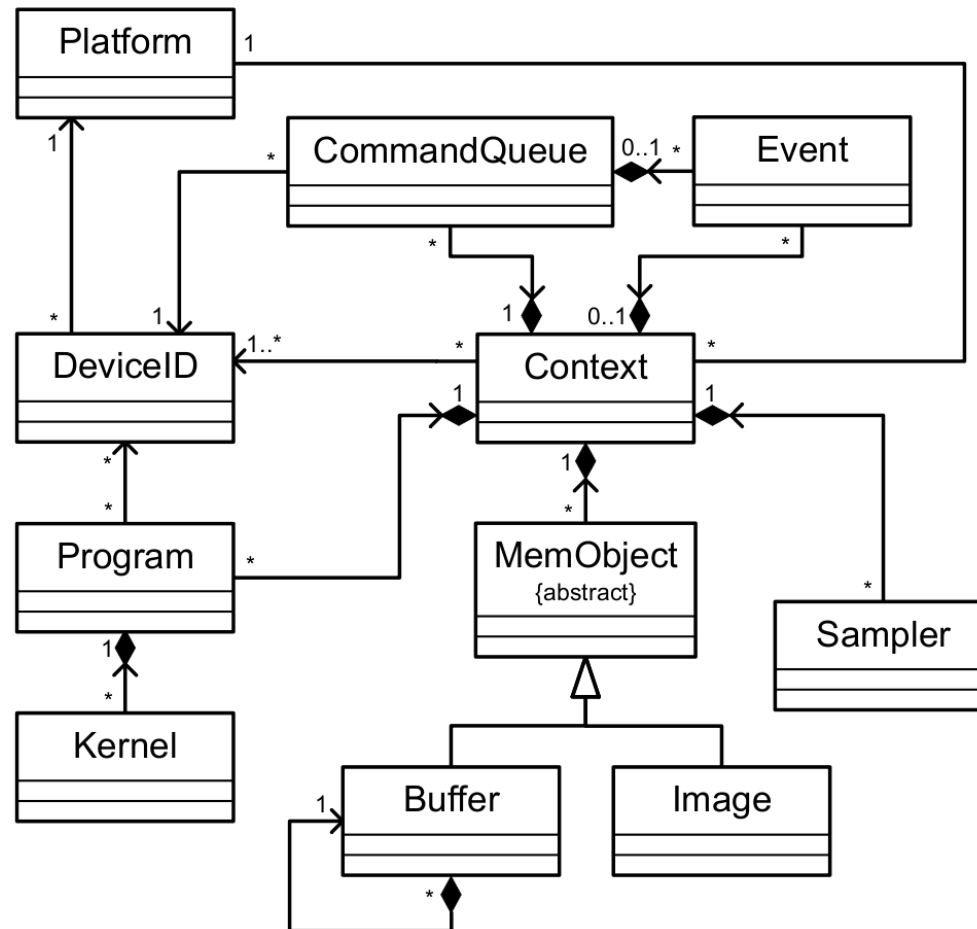 Platform
1
1
CommandQueue
*
0..1
*
Event
*
*
*
1
1
0..1
DeviceID
1..*
*
Context
*
1
1
*
1
*
*
Program
*
MemObject
{abstract}
*
Sampler
1
*
Kernel
Buffer
Image
1
*